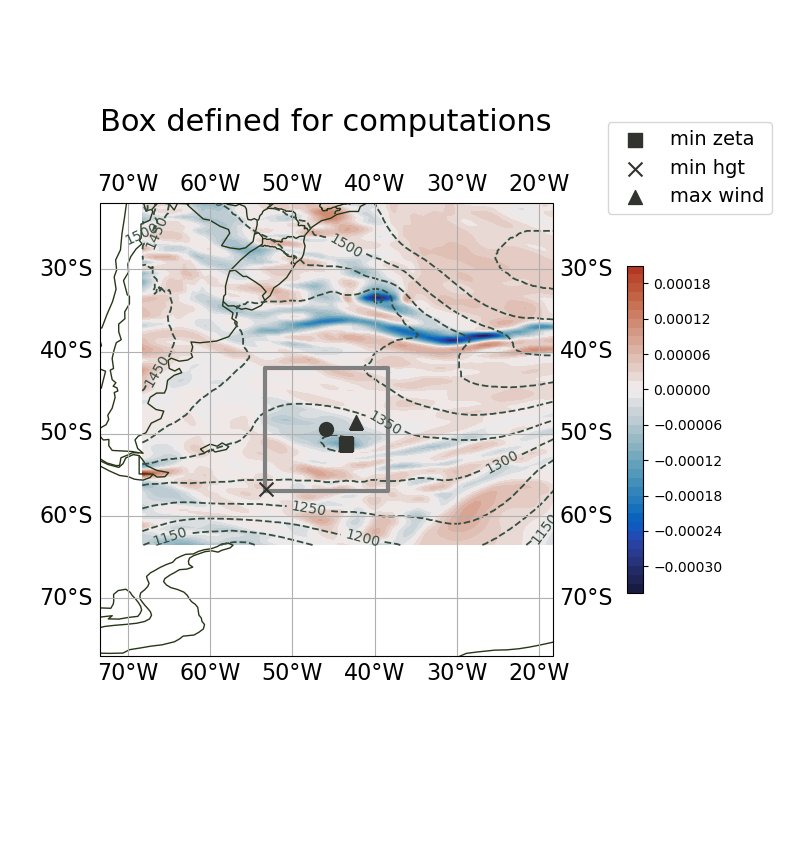 Box defined for computations
min zeta
min hgt
max wind
70°W 60°W 50°W 40°W 30°W 20°W
1500
1450
1500
30°S 30°S
0.00018
0.00012
40°S 40°S
0.00006
1450
0.00000
1350
−0.00006
50°S 50°S
1300
−0.00012
−0.00018
1250
60°S 60°S
1150
1200
1150
−0.00024
−0.00030
70°S 70°S
70°W 60°W 50°W 40°W 30°W 20°W